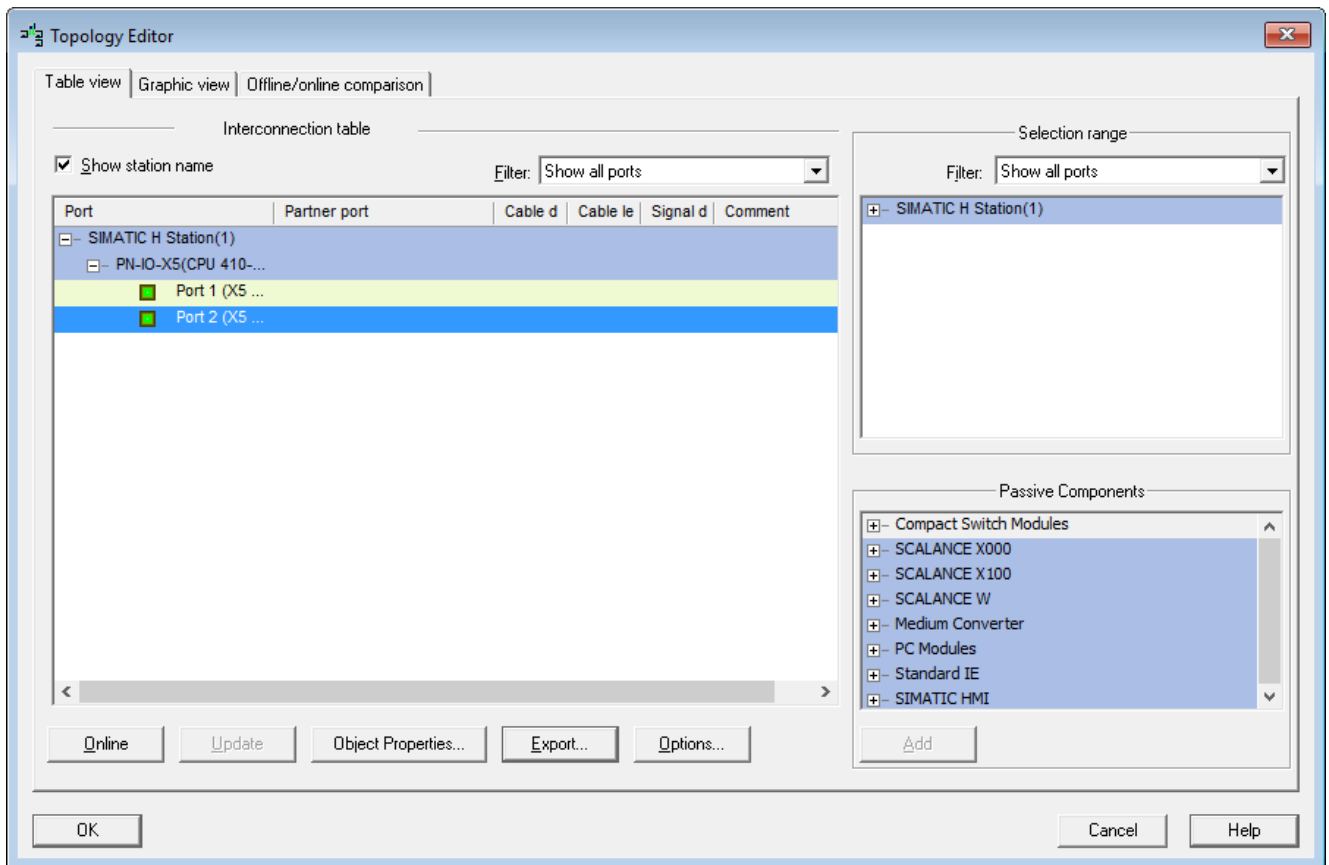 Topology Editor
Table view Graphic view Offline/online comparison
Interconnection table
Show station name
Filter: Show all ports
Port Partner port Cable d Cable le Signal d Comment
SIMATIC H Station(1)
PN-IO-X5(CPU 410-...
Port 1 (X5 ...
Port 2 (X5 ...
Online Update Object Properties... Export... Options...
Selection range
Filter: Show all ports
SIMATIC H Station(1)
Passive Components
Compact Switch Modules
SCALANCE X000
SCALANCE X100
SCALANCE W
Medium Converter
PC Modules
Standard IE
SIMATIC HMI
Add
OK Cancel Help